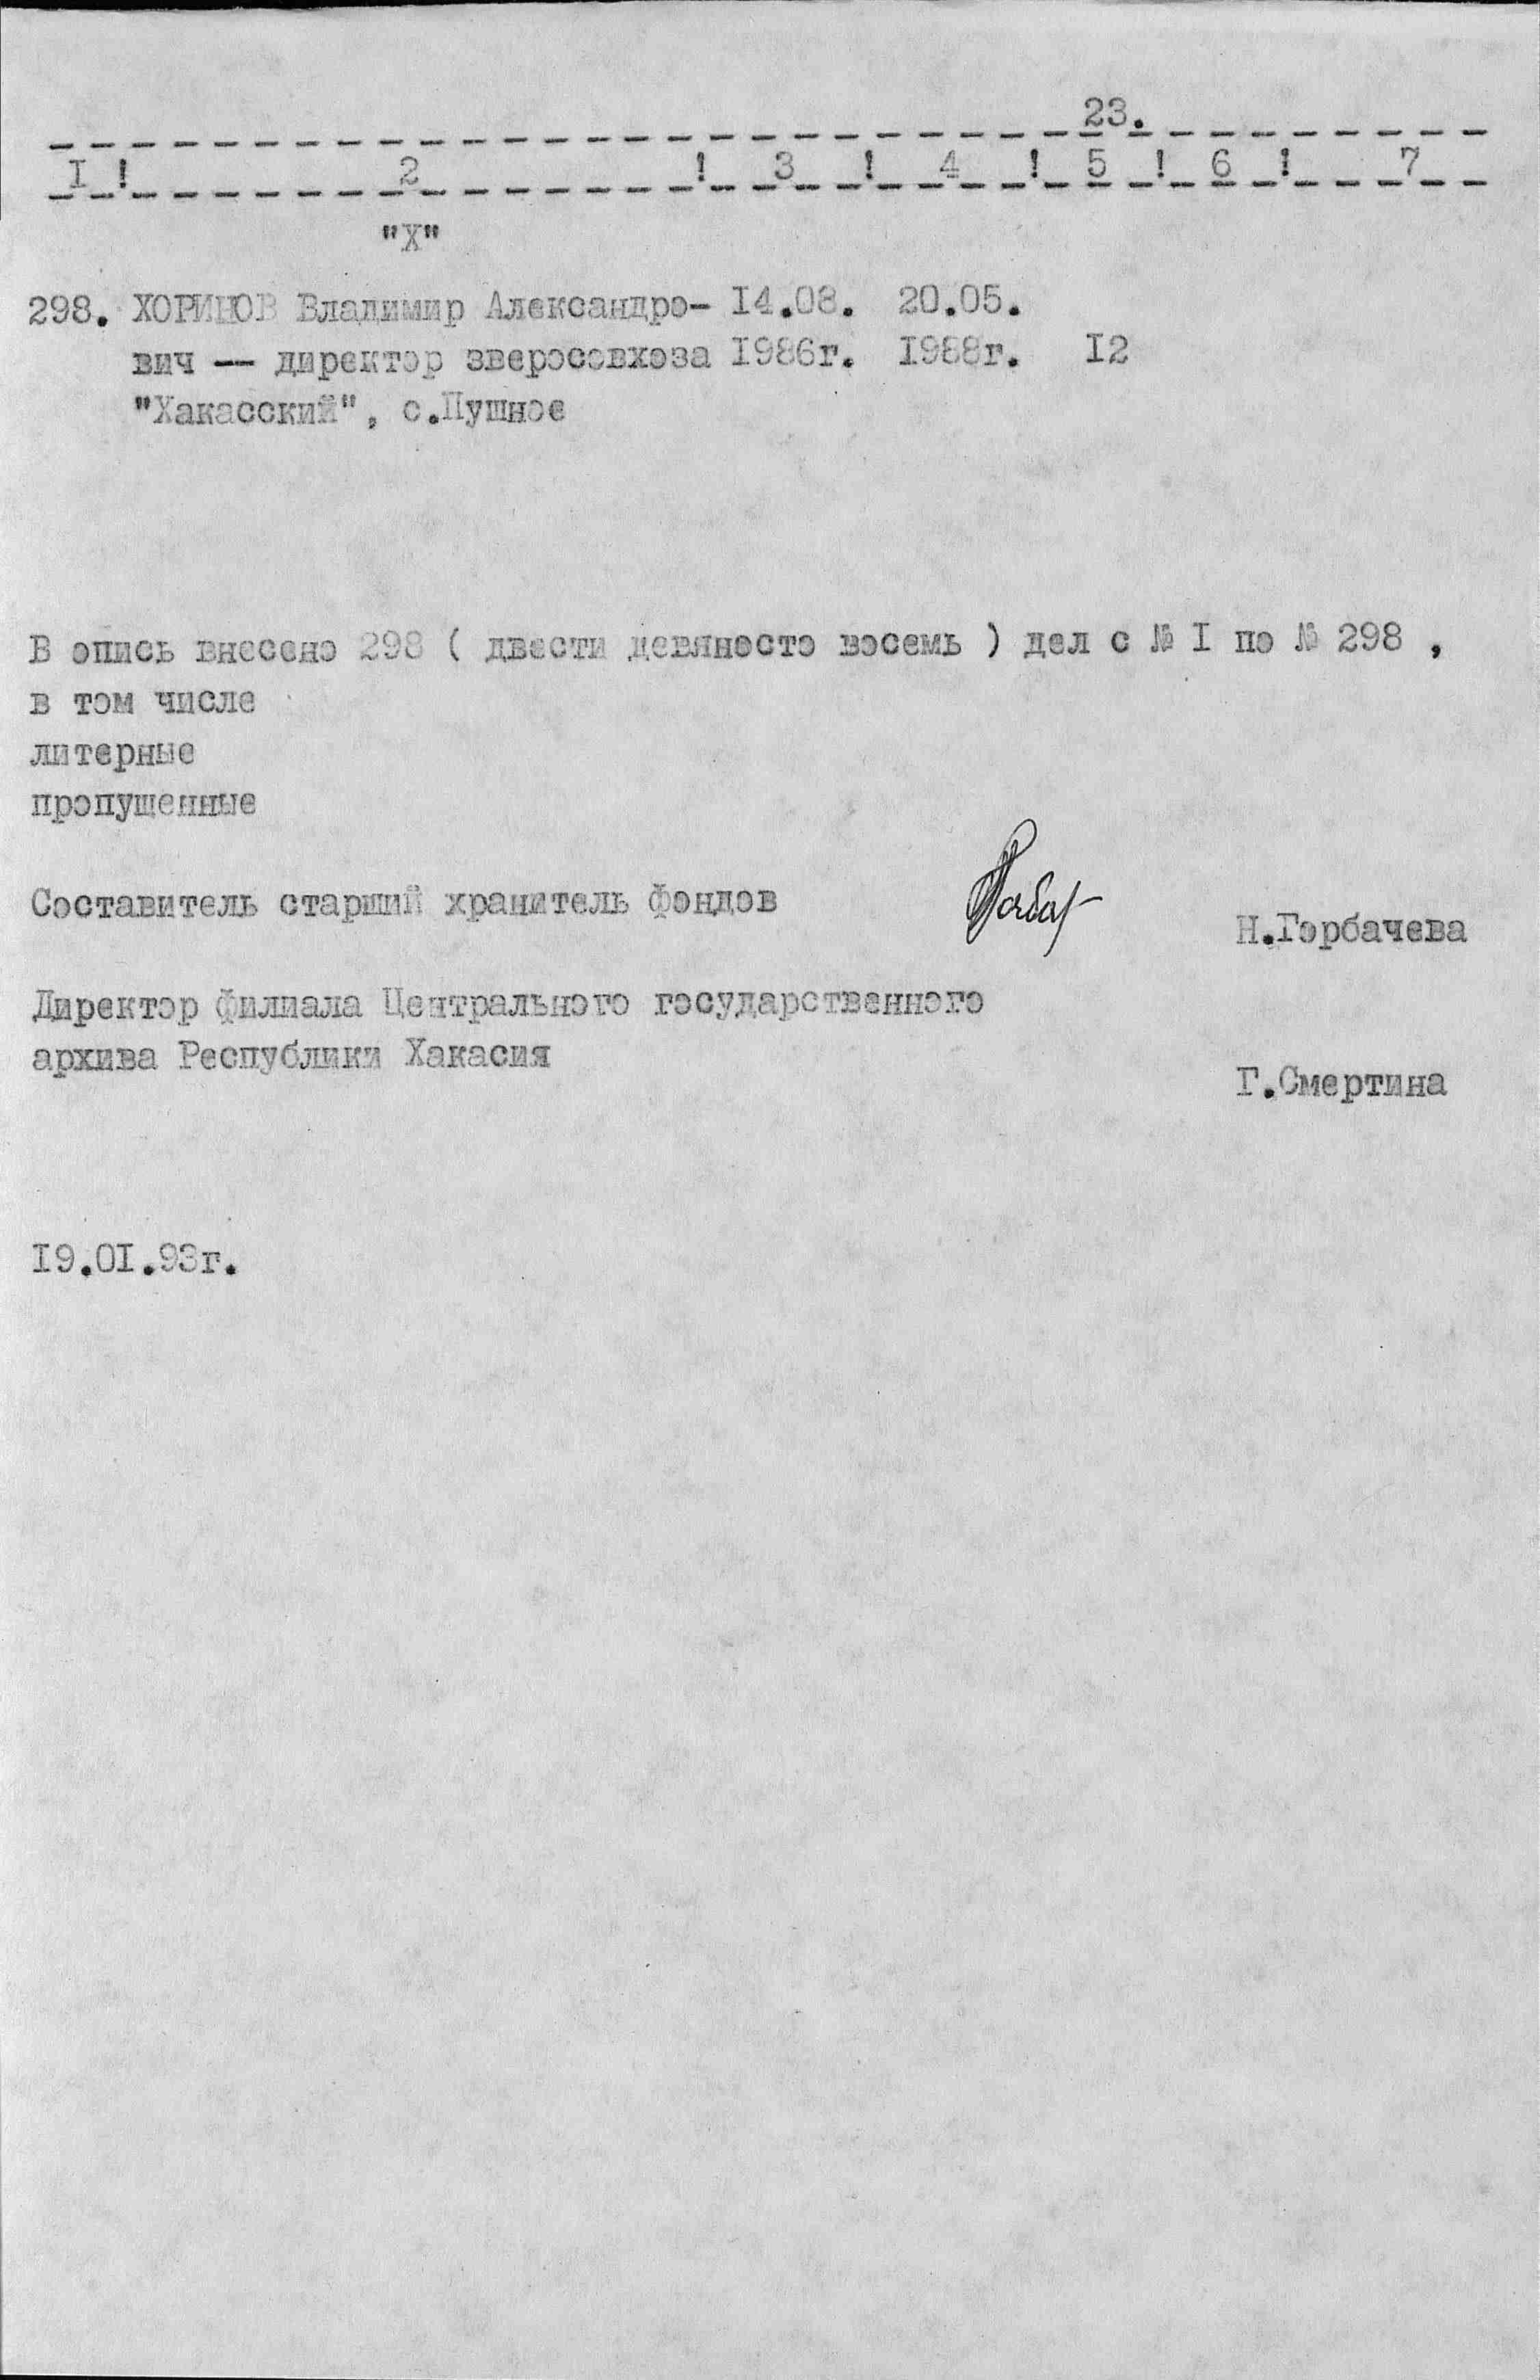 23.
I ! 2 ! 3 ! 4 ! 5 ! 6 ! 7
"Х"
298. ХОРИНОВ Владимир Александро- I4.08. 20.05.
вич — директор зверосовхоза I986г. I988г. I2
"Хакасский", с.Пушное
В опись внесено 298 ( двести девяносто восемь ) дел с № I по № 298 ,
в том числе
литерные
пропущенные
Составитель старший хранитель фондов
Н.Горбачева
Директор филиала Центрального государственного
архива Республики Хакасия
Г.Смертина
I9.0I.93г.